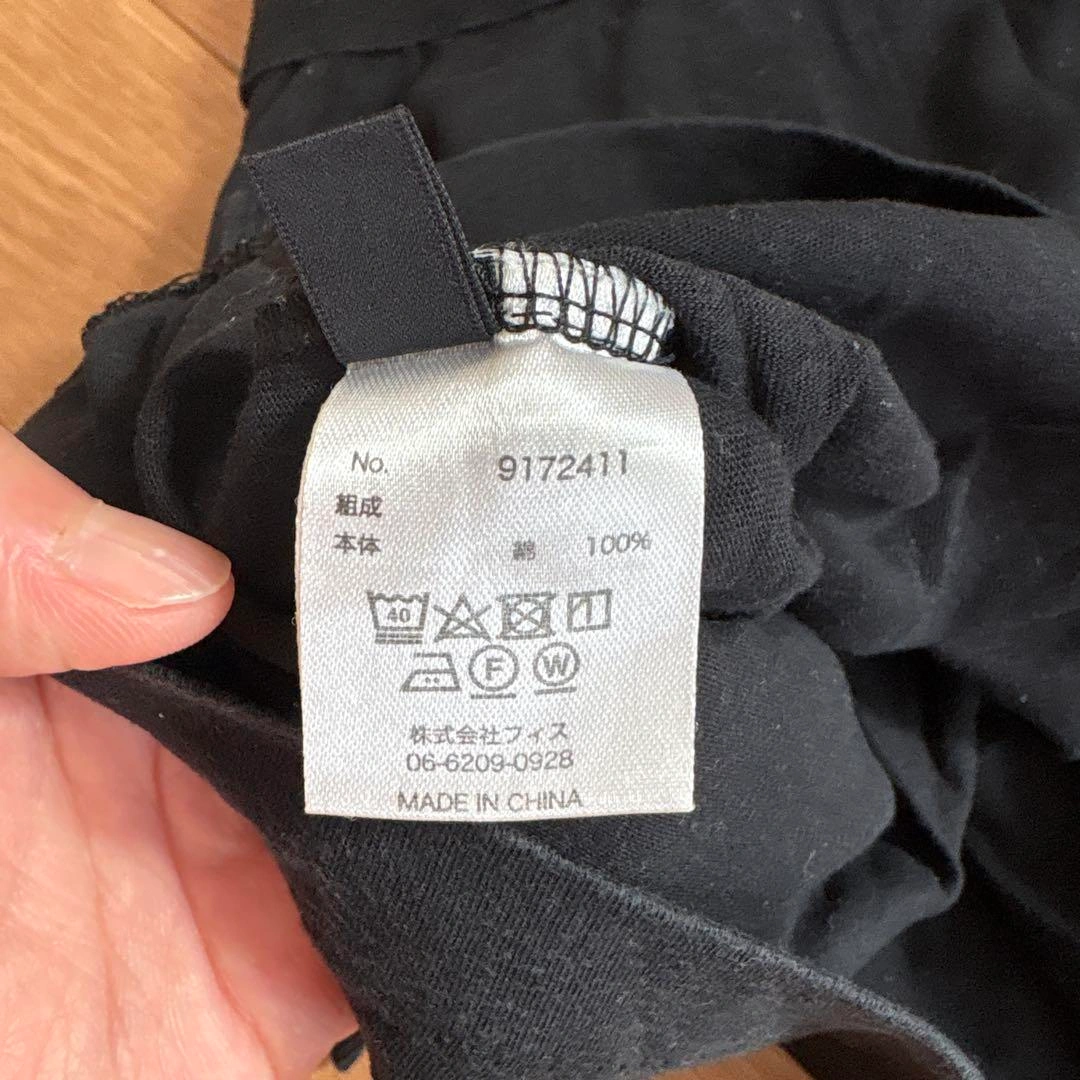 No. 9172411
組成
本体 綿 100%
40
F W
株式会社フィス
06-6209-0928
MADE IN CHINA